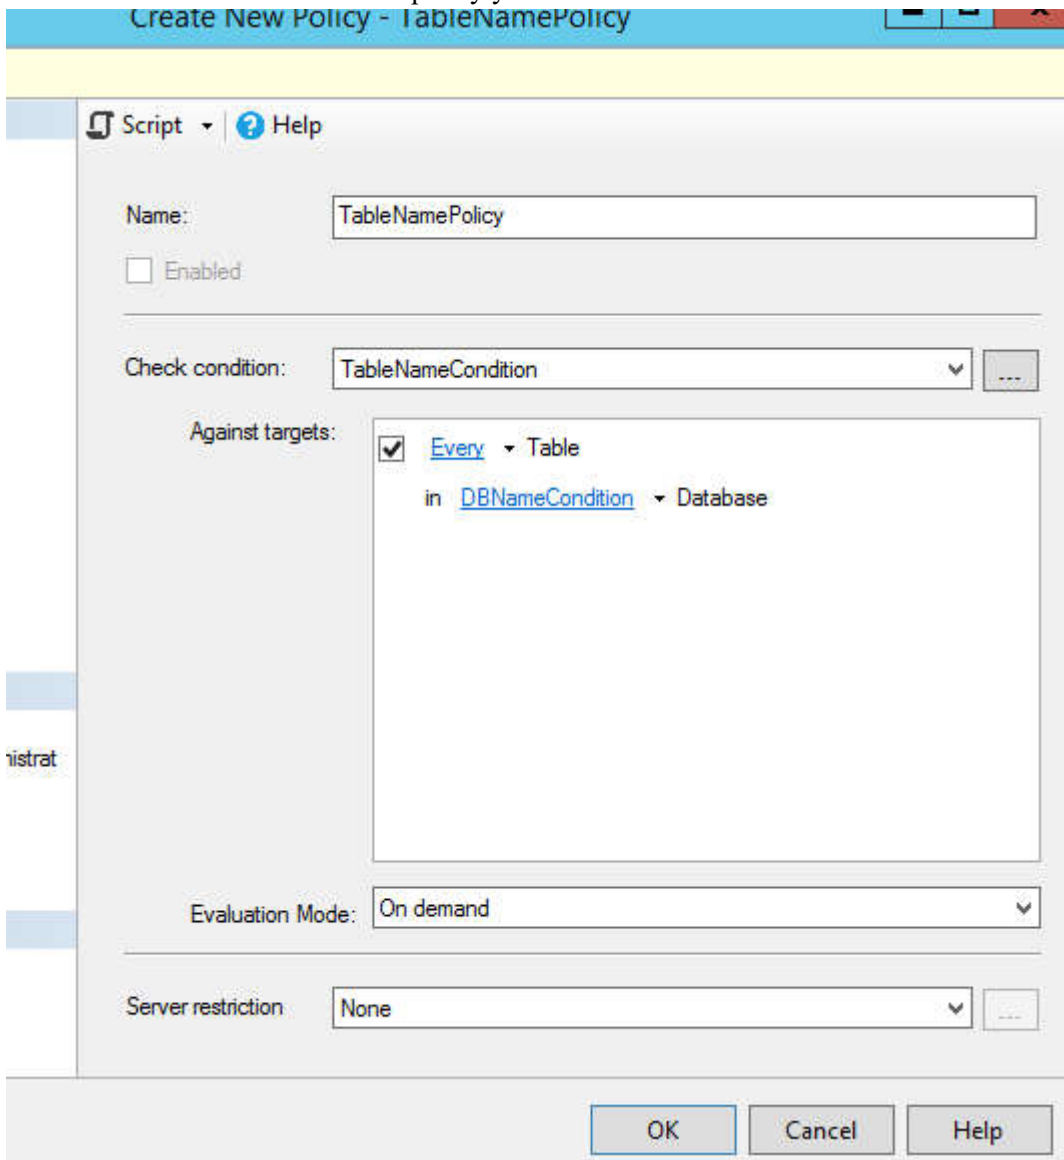 Create New Policy - TableNamePolicy
Script Help
Name: TableNamePolicy
Enabled
Check condition: TableNameCondition ...
Against targets: Every Table
in DBNameCondition Database
nistrat
Evaluation Mode: On demand
Server restriction None ...
OK Cancel Help